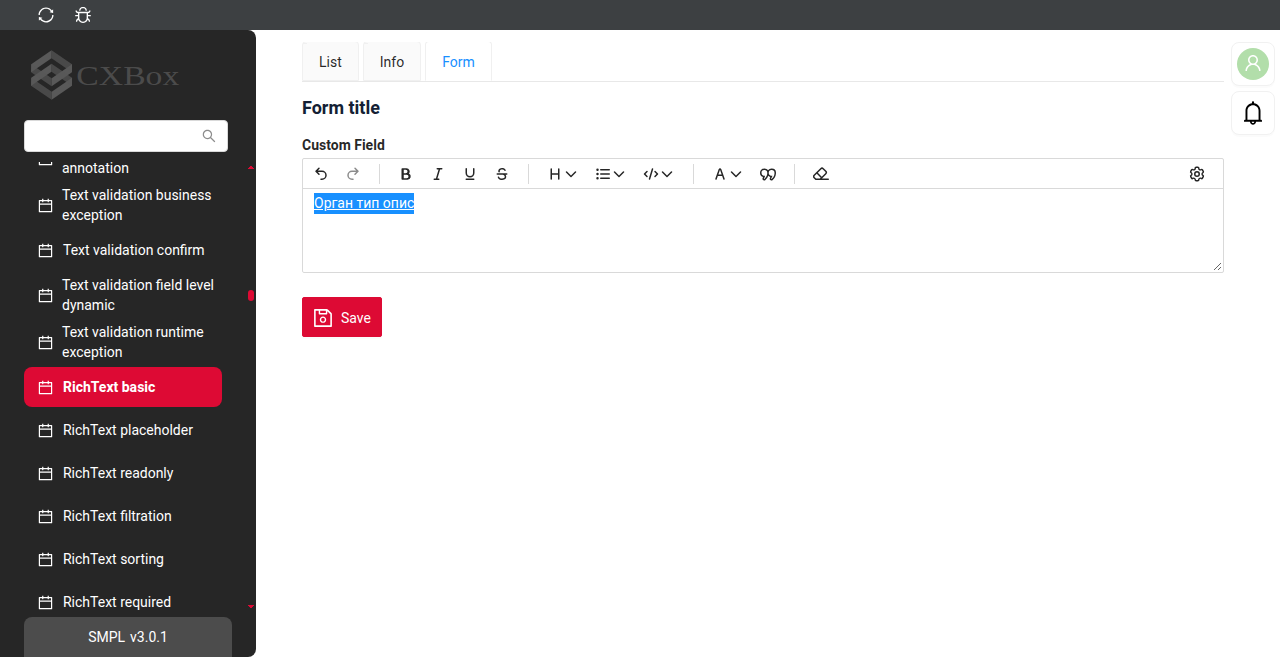 CXBox
List
Info
Form
Form title
Custom Field
B I U S H A
Орган тип опис
Save
annotation
Text validation business
exception
Text validation confirm
Text validation field level
dynamic
Text validation runtime
exception
RichText basic
RichText placeholder
RichText readonly
RichText filtration
RichText sorting
RichText required
SMPL v3.0.1